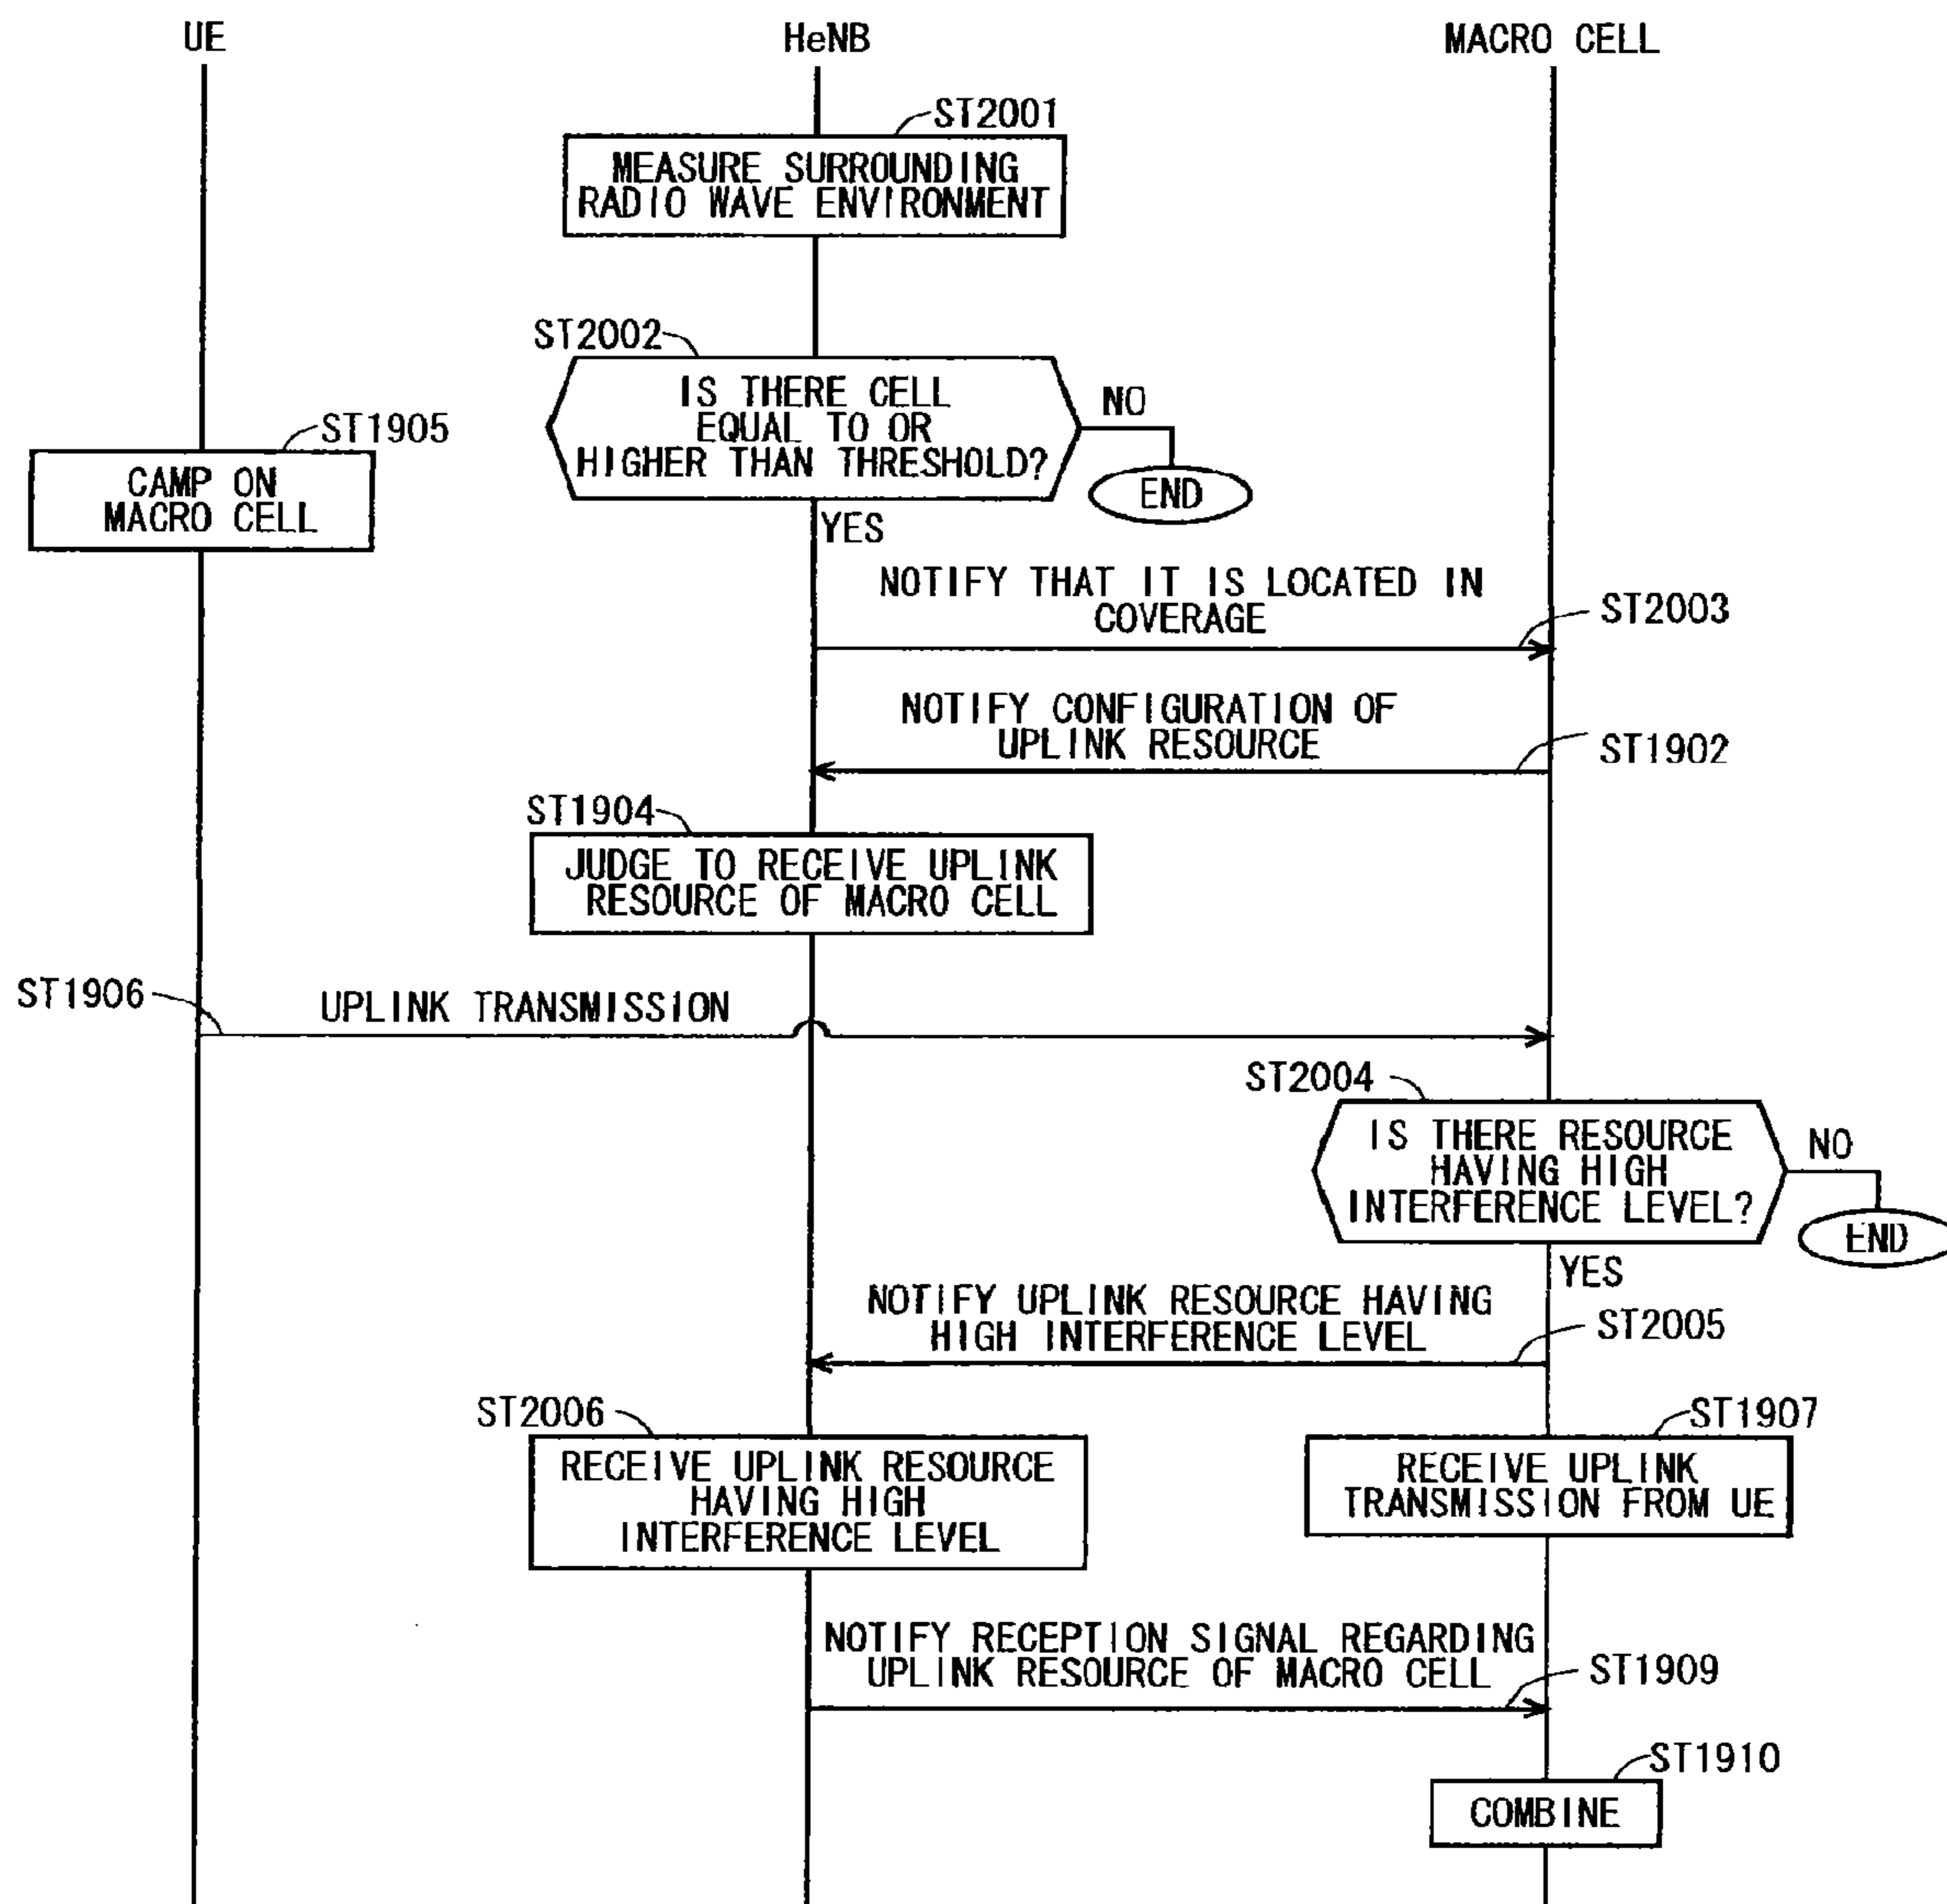 UE
HeNB
MACRO CELL
ST2001
MEASURE SURROUNDING
RADIO WAVE ENVIRONMENT
ST2002
IS THERE CELL
EQUAL TO OR
HIGHER THAN THRESHOLD?
NO
END
YES
ST1905
CAMP ON
MACRO CELL
NOTIFY THAT IT IS LOCATED IN
COVERAGE
ST2003
NOTIFY CONFIGURATION OF
UPLINK RESOURCE
ST1902
ST1904
JUDGE TO RECEIVE UPLINK
RESOURCE OF MACRO CELL
ST1906
UPLINK TRANSMISSION
ST2004
IS THERE RESOURCE
HAVING HIGH
INTERFERENCE LEVEL?
NO
END
YES
NOTIFY UPLINK RESOURCE HAVING
HIGH INTERFERENCE LEVEL
ST2005
ST2006
RECEIVE UPLINK RESOURCE
HAVING HIGH
INTERFERENCE LEVEL
ST1907
RECEIVE UPLINK
TRANSMISSION FROM UE
NOTIFY RECEPTION SIGNAL REGARDING
UPLINK RESOURCE OF MACRO CELL
ST1909
ST1910
COMBINE